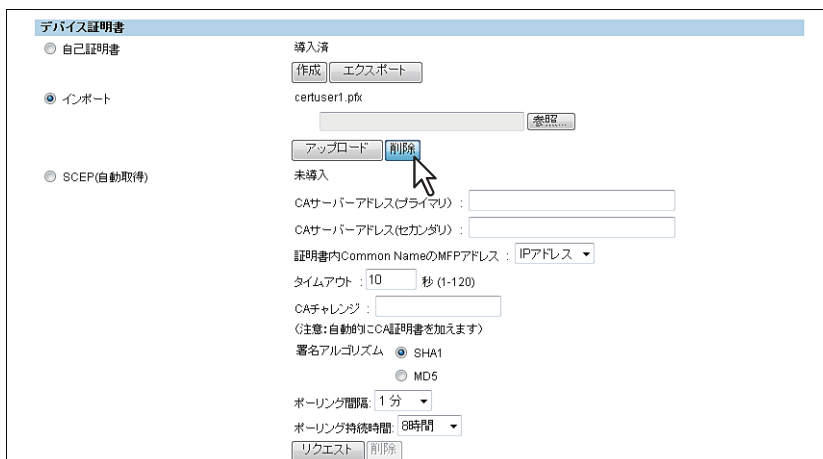 デバイス証明書
自己証明書 導入済
作成 エクスポート
インポート certuser1.pfx
参照...
アップロード 削除
SCEP(自動取得) 未導入
CAサーバーアドレス(プライマリ) :
CAサーバーアドレス(セカンダリ) :
証明書内Common NameのMFPアドレス : IPアドレス
タイムアウト : 10 秒 (1-120)
CAチャレンジ :
(注意:自動的にCA証明書を加えます)
署名アルゴリズム SHA1
MD5
ポーリング間隔: 1 分
ポーリング持続時間: 8時間
リクエスト 削除